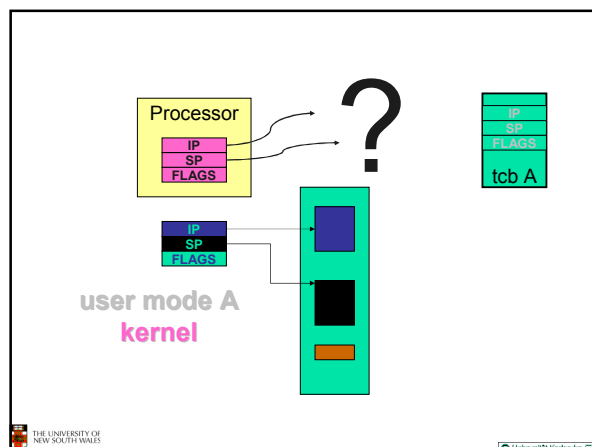 Processor
IP
SP
FLAGS
?
IP
SP
FLAGS
tcb A
IP
SP
FLAGS
user mode A
kernel
THE UNIVERSITY OF
NEW SOUTH WALES